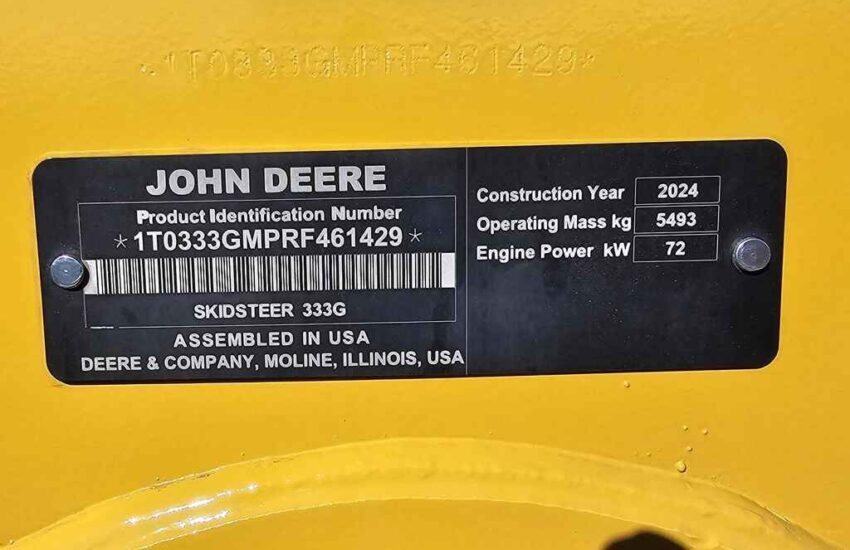 *1T0333GMPRF461429*
JOHN DEERE
Product Identification Number
*1T0333GMPRF461429*
SKIDSTEER 333G
ASSEMBLED IN USA
DEERE & COMPANY, MOLINE, ILLINOIS, USA
Construction Year 2024
Operating Mass kg 5493
Engine Power kW 72